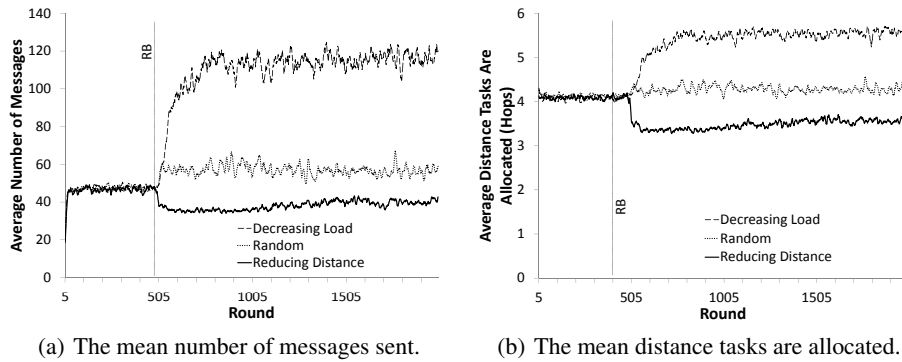 140
120
100
80
60
40
20
0
Average Number of Messages
RB
Decreasing Load
Random
Reducing Distance
5 505 1005 1505
Round
(a) The mean number of messages sent.
6
5
4
3
2
1
0
Average Distance Tasks Are
Allocated (Hops)
RB
Decreasing Load
Random
Reducing Distance
5 505 1005 1505
Round
(b) The mean distance tasks are allocated.